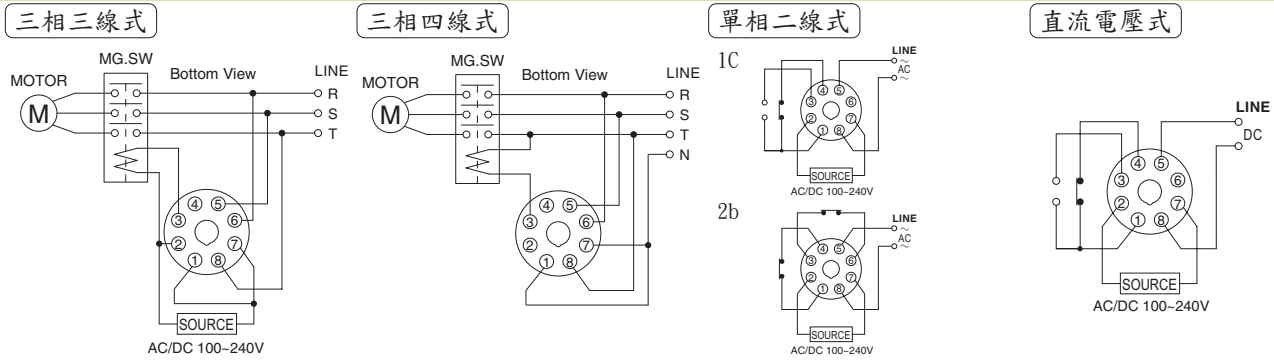 三相三線式
MG.SW
MOTOR
Bottom View
LINE
M
R
S
T
④ ⑤
③ ⑥
② ⑦
① ⑧
SOURCE
AC/DC 100~240V
三相四線式
MG.SW
MOTOR
Bottom View
LINE
M
R
S
T
N
④ ⑤
③ ⑥
② ⑦
① ⑧
單相二線式
1C
LINE
~
AC
~
④ ⑤
③ ⑥
② ⑦
① ⑧
SOURCE
AC/DC 100~240V
2b
LINE
~
AC
~
④ ⑤
③ ⑥
② ⑦
① ⑧
SOURCE
AC/DC 100~240V
直流電壓式
LINE
DC
④ ⑤
③ ⑥
② ⑦
① ⑧
SOURCE
AC/DC 100~240V